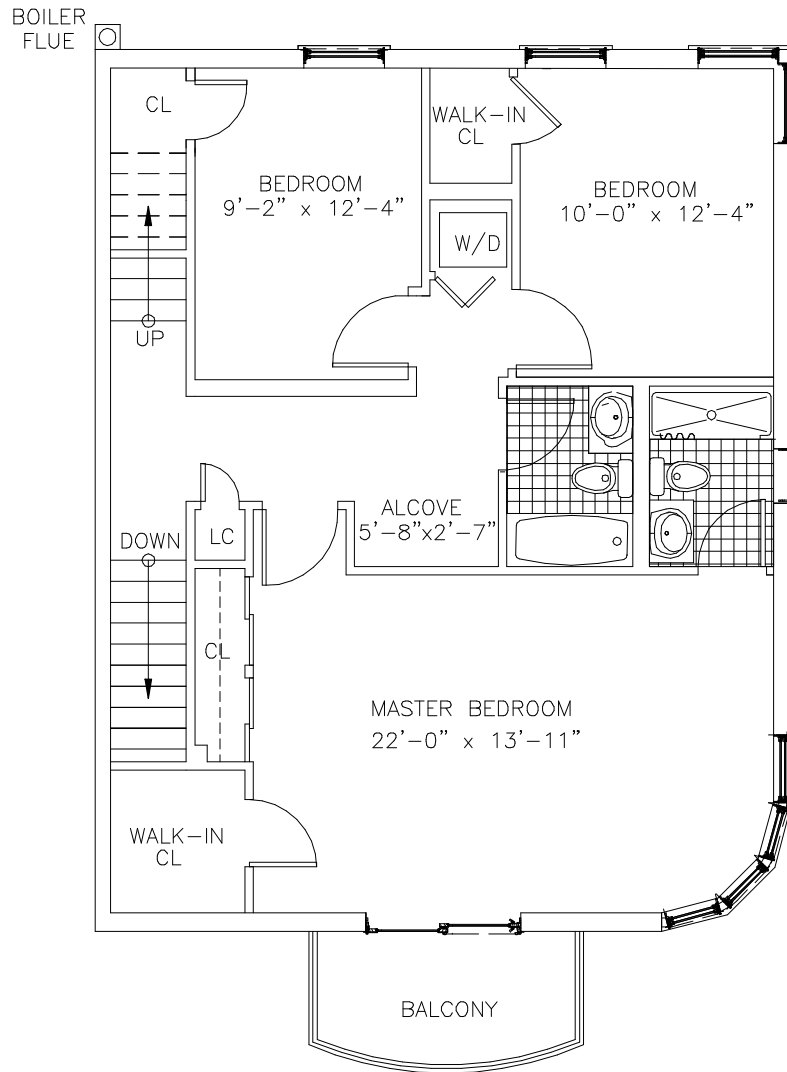 BOILER
FLUE
CL
WALK-IN
CL
BEDROOM
9'-2" x 12'-4"
BEDROOM
10'-0" x 12'-4"
W/D
UP
ALCOVE
5'-8"x2'-7"
LC
DOWN
CL
MASTER BEDROOM
22'-0" x 13'-11"
WALK-IN
CL
BALCONY